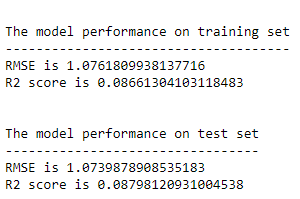 The model performance on training set
-------------------------------------
RMSE is 1.0761809938137716
R2 score is 0.08661304103118483
The model performance on test set
---------------------------------
RMSE is 1.0739878908535183
R2 score is 0.08798120931004538